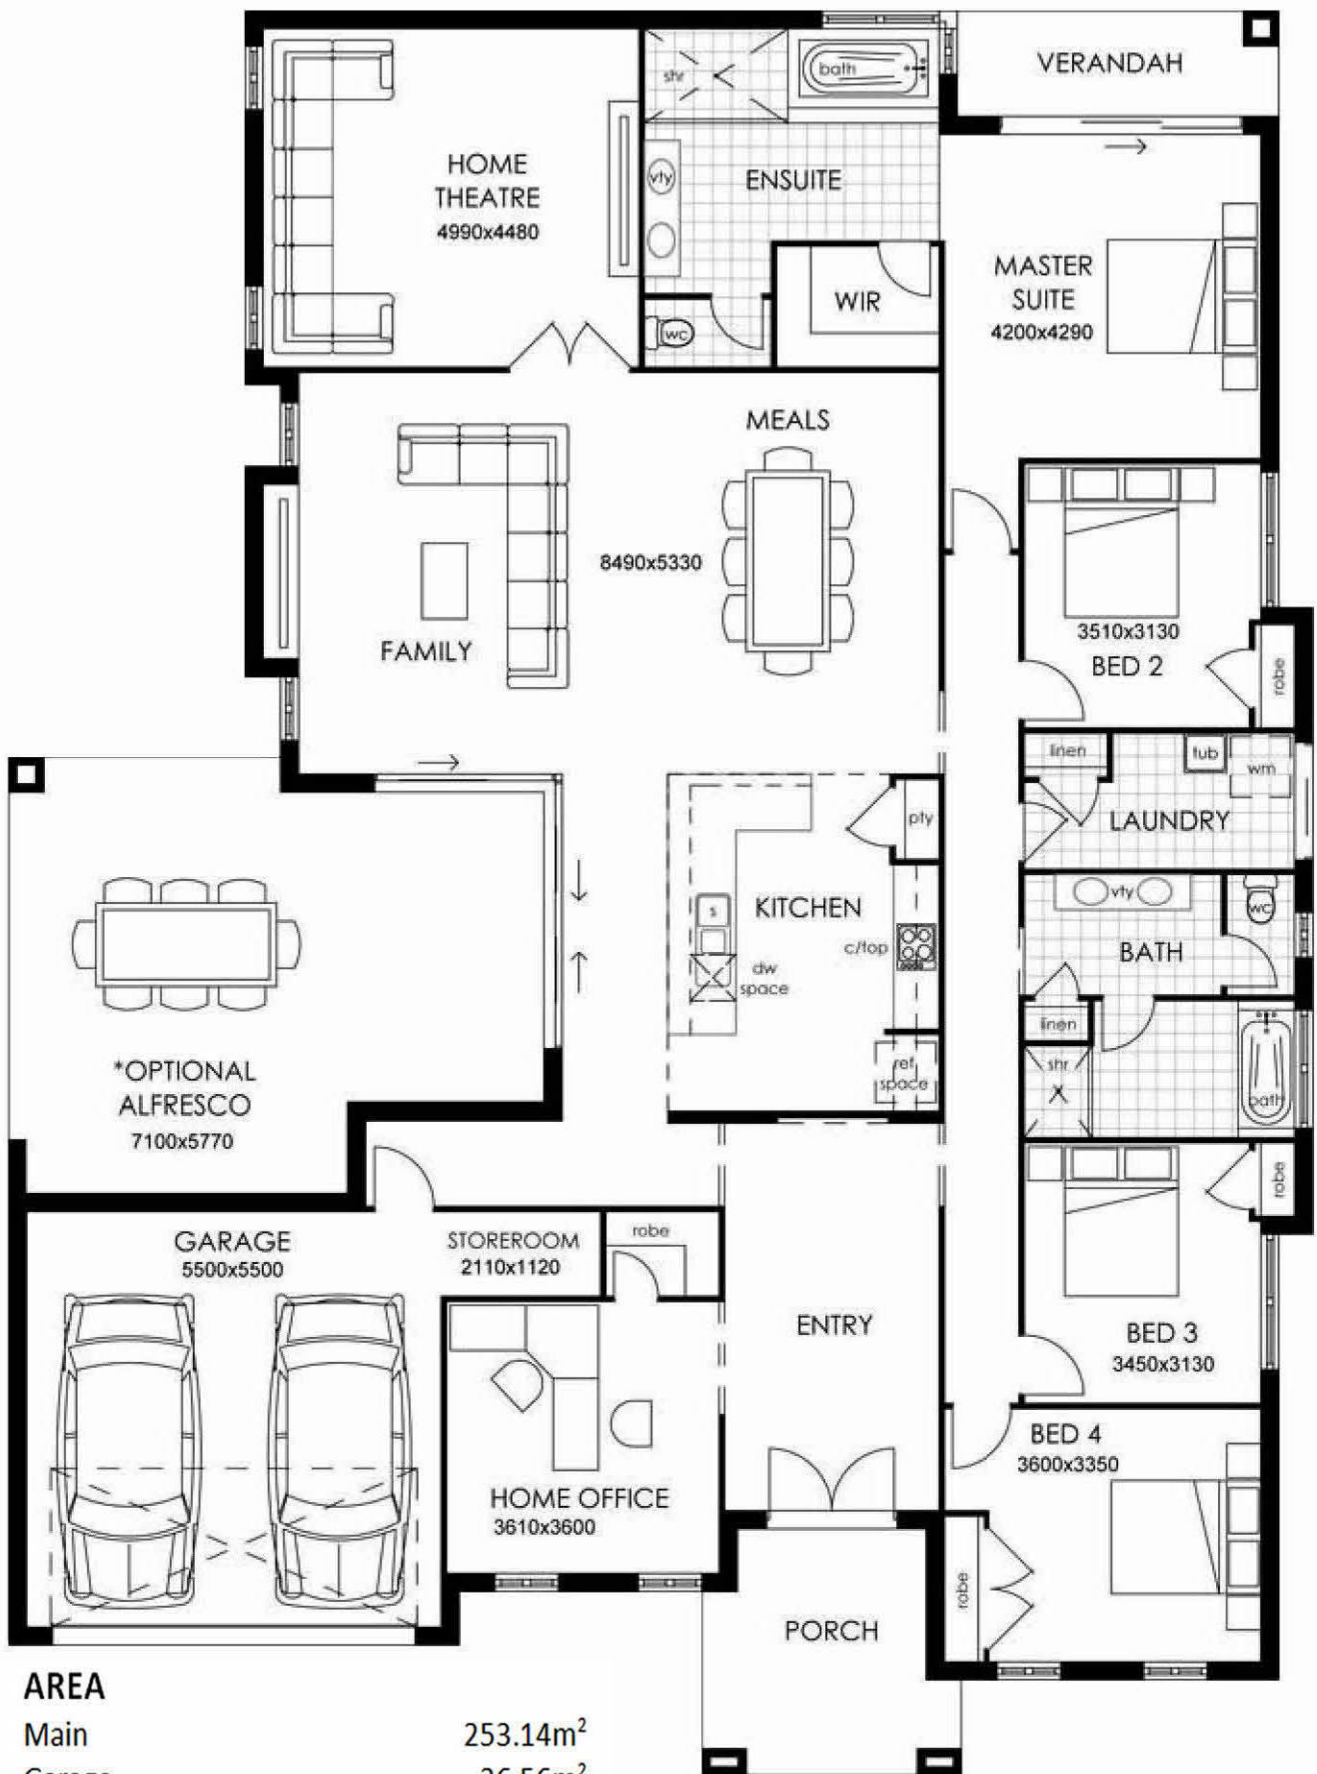 VERANDAH
shr
bath
HOME
THEATRE
4990x4480
vty
ENSUITE
MASTER
SUITE
4200x4290
WIR
wc
MEALS
8490x5330
FAMILY
3510x3130
BED 2
robe
linen
tub
wm
LAUNDRY
pty
KITCHEN
s
c/top
dw
space
vty
wc
BATH
linen
shr
bath
ref
space
*OPTIONAL
ALFRESCO
7100x5770
robe
GARAGE
5500x5500
STOREROOM
2110x1120
robe
ENTRY
BED 3
3450x3130
BED 4
3600x3350
HOME OFFICE
3610x3600
robe
PORCH
AREA
Main 253.14m²
Garage 36.56m²